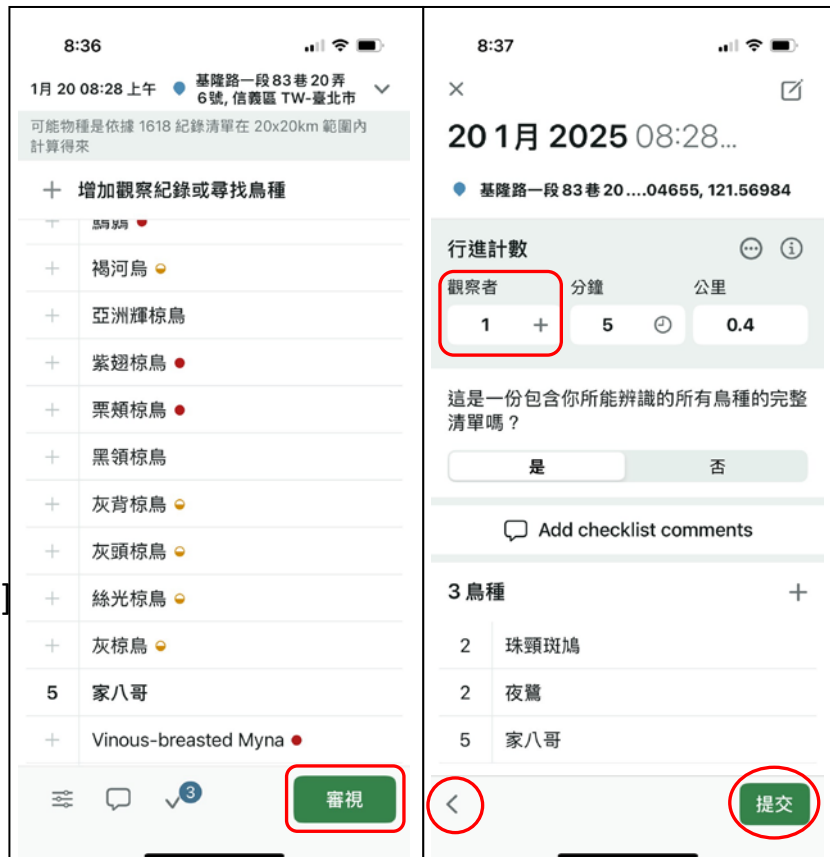 8:36
1月 20 08:28 上午
基隆路一段83巷20弄
6號, 信義區 TW-臺北市
可能物種是依據 1618 紀錄清單在 20x20km 範圍內
計算得來
+ 增加觀察紀錄或尋找鳥種
+ 褐河烏
+ 亞洲輝椋鳥
+ 紫翅椋鳥
+ 栗頰椋鳥
+ 黑領椋鳥
+ 灰背椋鳥
+ 灰頭椋鳥
+ 絲光椋鳥
+ 灰椋鳥
5 家八哥
+ Vinous-breasted Myna
3
審視
]
8:37
20 1月 2025 08:28...
基隆路一段83巷20....04655, 121.56984
行進計數
觀察者 分鐘 公里
1 + 5 0.4
這是一份包含你所能辨識的所有鳥種的完整
清單嗎？
是 否
Add checklist comments
3 鳥種 +
2 珠頸斑鳩
2 夜鷺
5 家八哥
<
提交